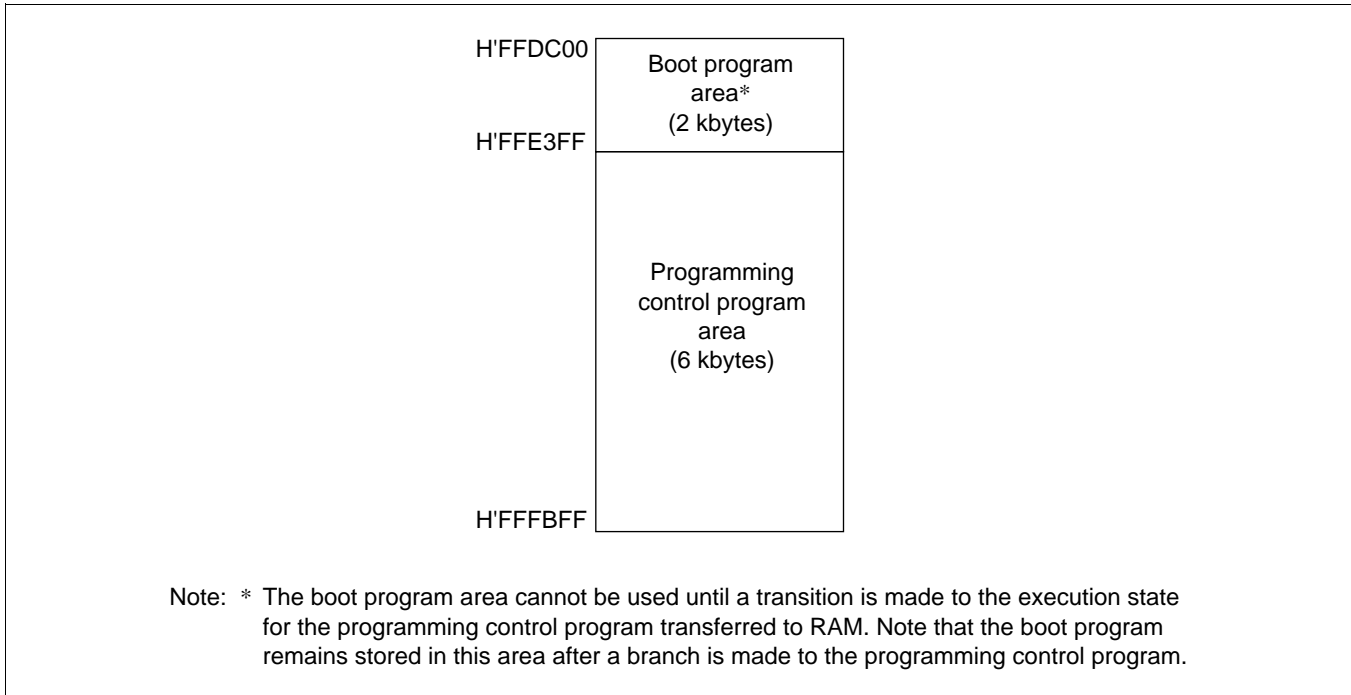 H'FFDC00
Boot program
area*
(2 kbytes)
H'FFE3FF
Programming
control program
area
(6 kbytes)
H'FFFBFF
Note: * The boot program area cannot be used until a transition is made to the execution state
for the programming control program transferred to RAM. Note that the boot program
remains stored in this area after a branch is made to the programming control program.